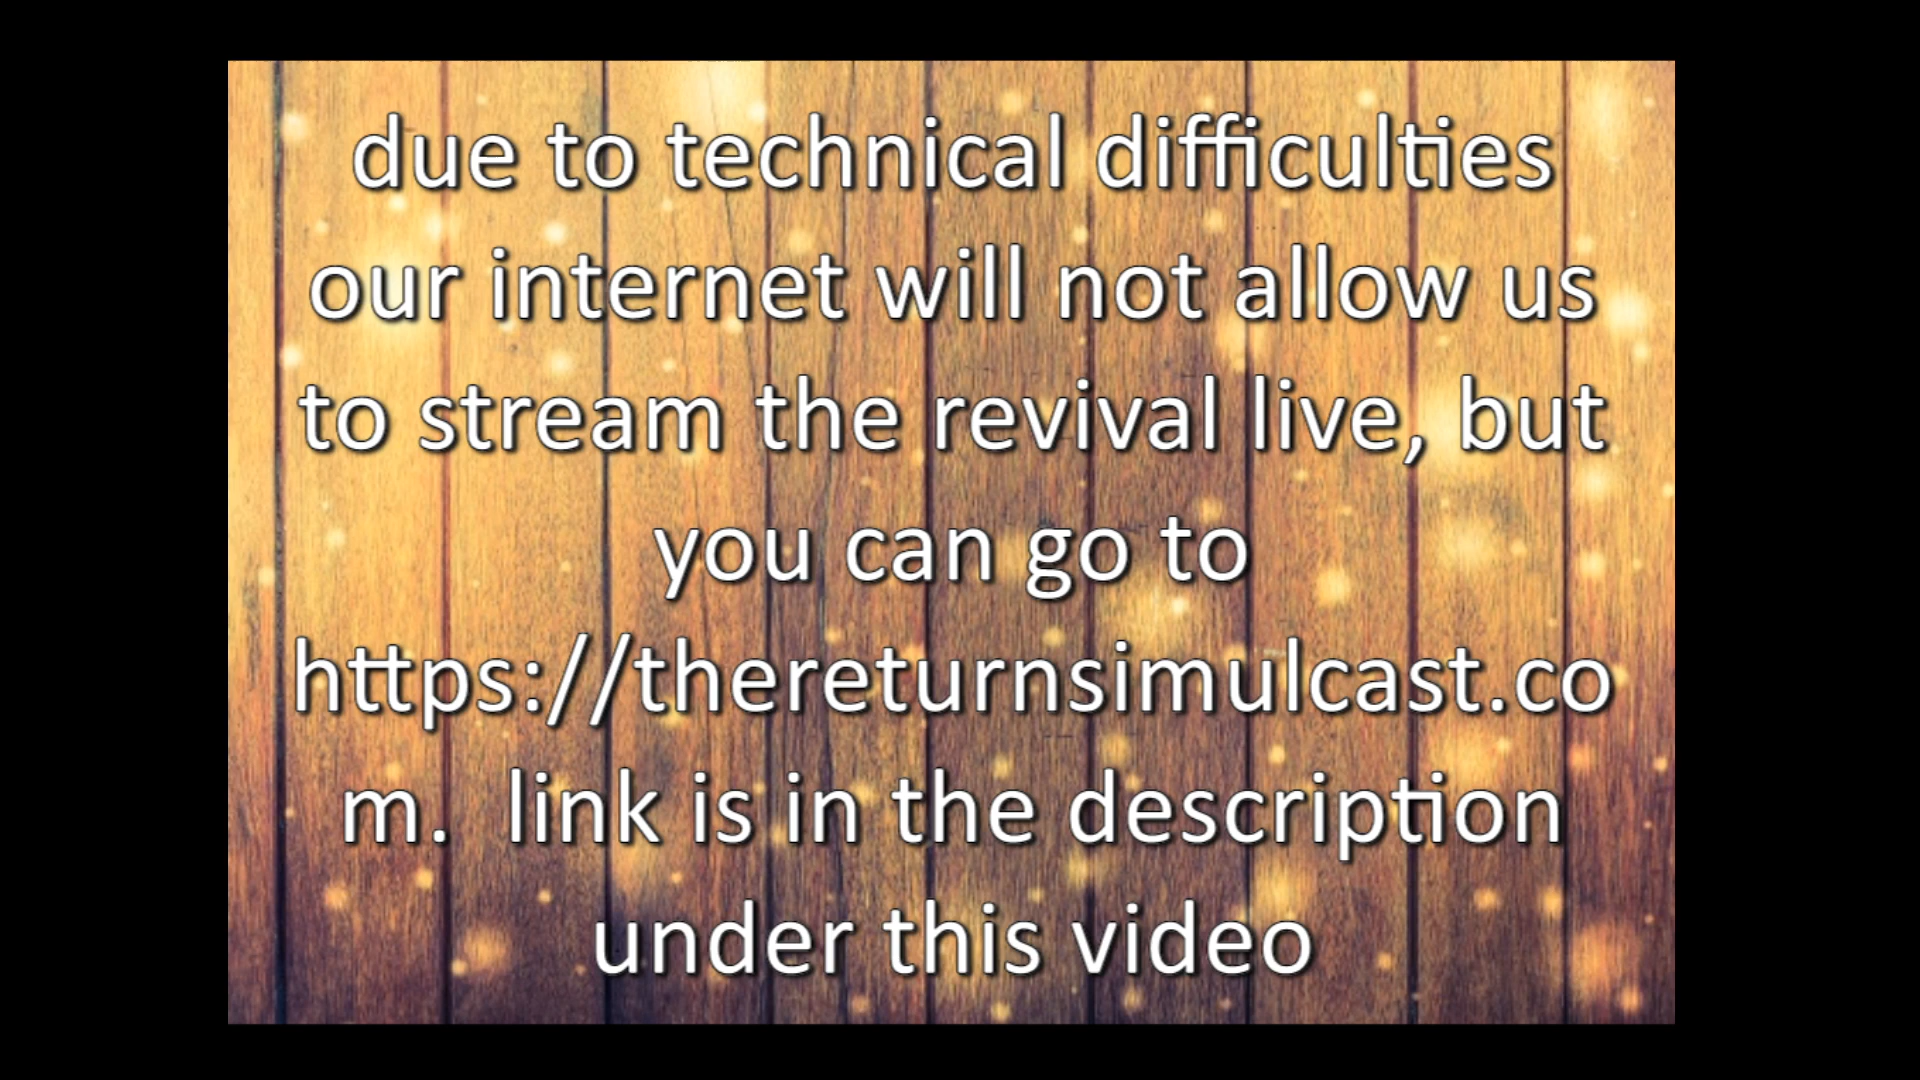 due to technical difficulties
our internet will not allow us
to stream the revival live, but
you can go to
https://thereturnsimulcast.co
m.  link is in the description
under this video